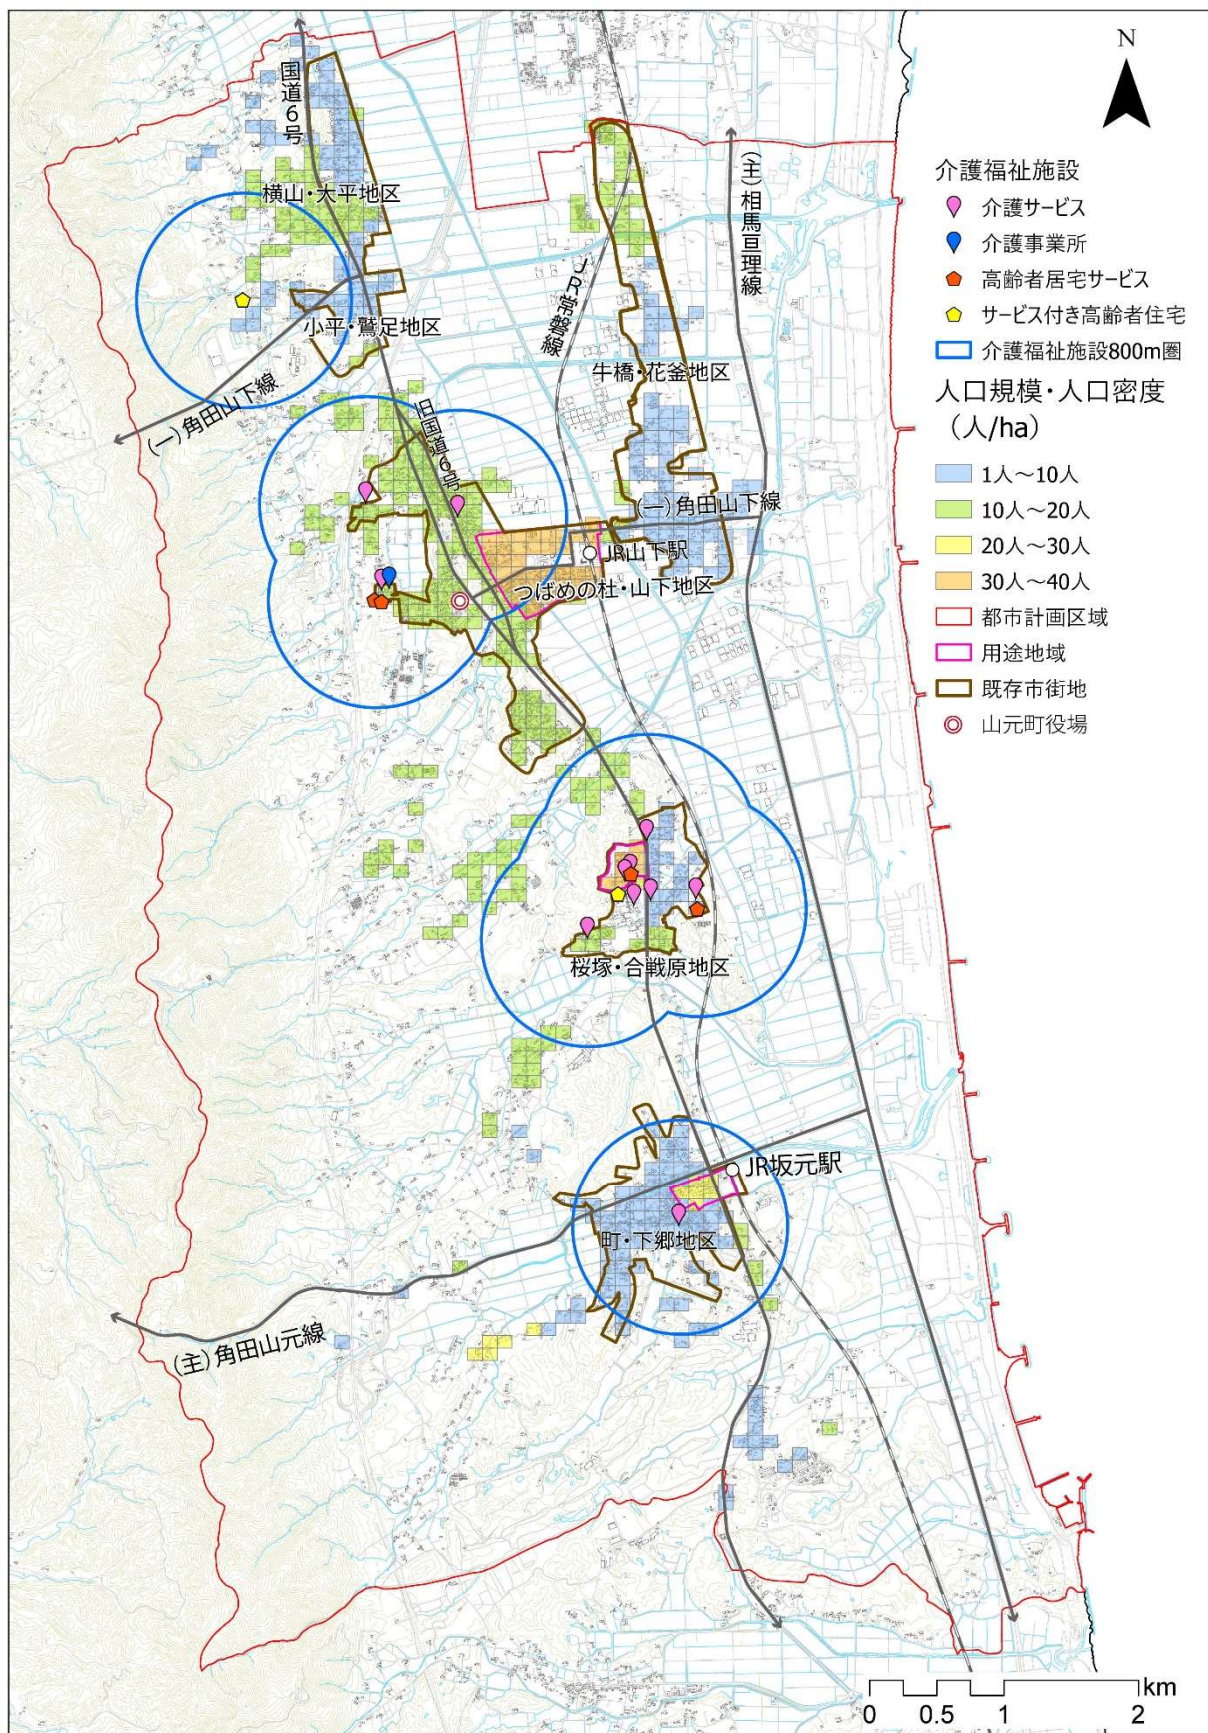 N
国道6号
横山・大平地区
小平・鷲足地区
(一)角田山下線
旧国道6号
JR常磐線
(主)相馬亘理線
牛橋・花釜地区
(一)角田山下線
JR山下駅
つばめの杜・山下地区
桜塚・合戦原地区
JR坂元駅
町・下郷地区
(主)角田山元線
介護福祉施設
介護サービス
介護事業所
高齢者居宅サービス
サービス付き高齢者住宅
介護福祉施設800m圏
人口規模・人口密度
(人/ha)
1人～10人
10人～20人
20人～30人
30人～40人
都市計画区域
用途地域
既存市街地
山元町役場
km
0 0.5 1 2